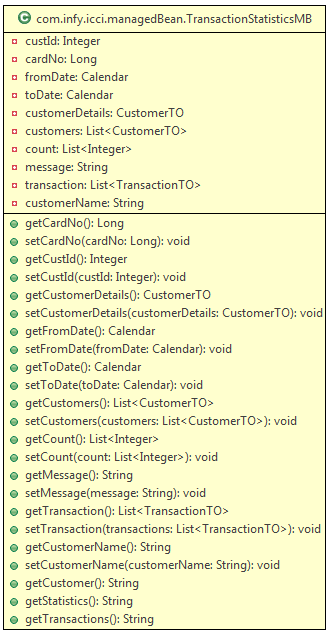 C com.infy.icci.managedBean.TransactionStatisticsMB
custId: Integer
cardNo: Long
fromDate: Calendar
toDate: Calendar
customerDetails: CustomerTO
customers: List<CustomerTO>
count: List<Integer>
message: String
transaction: List<TransactionTO>
customerName: String
getCardNo(): Long
setCardNo(cardNo: Long): void
getCustId(): Integer
setCustId(custId: Integer): void
getCustomerDetails(): CustomerTO
setCustomerDetails(customerDetails: CustomerTO): void
getFromDate(): Calendar
setFromDate(fromDate: Calendar): void
getToDate(): Calendar
setToDate(toDate: Calendar): void
getCustomers(): List<CustomerTO>
setCustomers(customers: List<CustomerTO>): void
getCount(): List<Integer>
setCount(count: List<Integer>): void
getMessage(): String
setMessage(message: String): void
getTransaction(): List<TransactionTO>
setTransaction(transactions: List<TransactionTO>): void
getCustomerName(): String
setCustomerName(customerName: String): void
getCustomer(): String
getStatistics(): String
getTransactions(): String